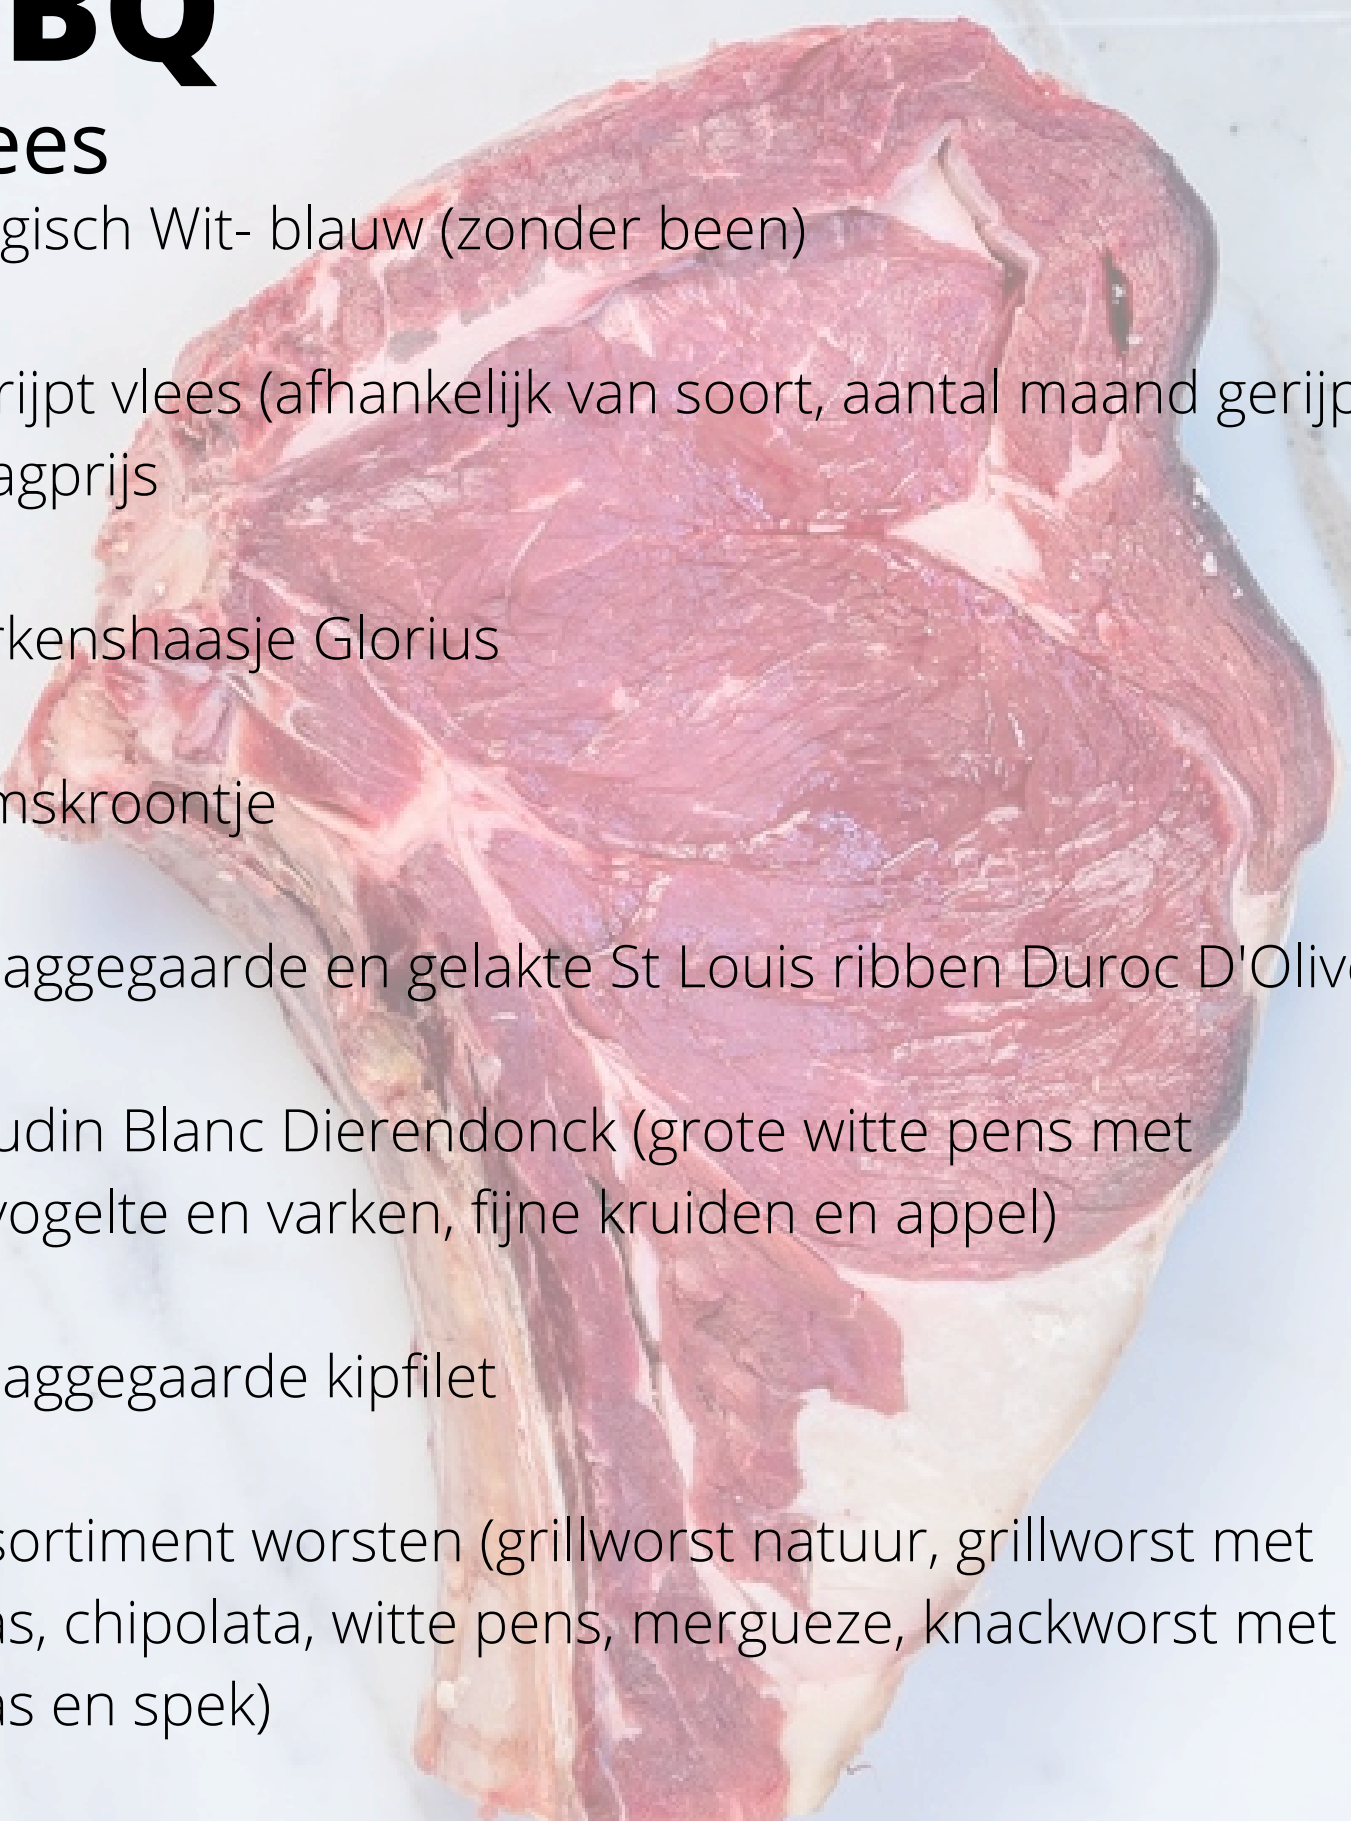 BQ
ees
gisch Wit- blauw (zonder been)
rijpt vlees (afhankelijk van soort, aantal maand gerijp
agprijs
rkenshaasje Glorius
mskroontje
aggegaarde en gelakte St Louis ribben Duroc D'Olive
udin Blanc Dierendonck (grote witte pens met
vogelte en varken, fijne kruiden en appel)
aggegaarde kipfilet
sortiment worsten (grillworst natuur, grillworst met
as, chipolata, witte pens, mergueze, knackworst met
as en spek)